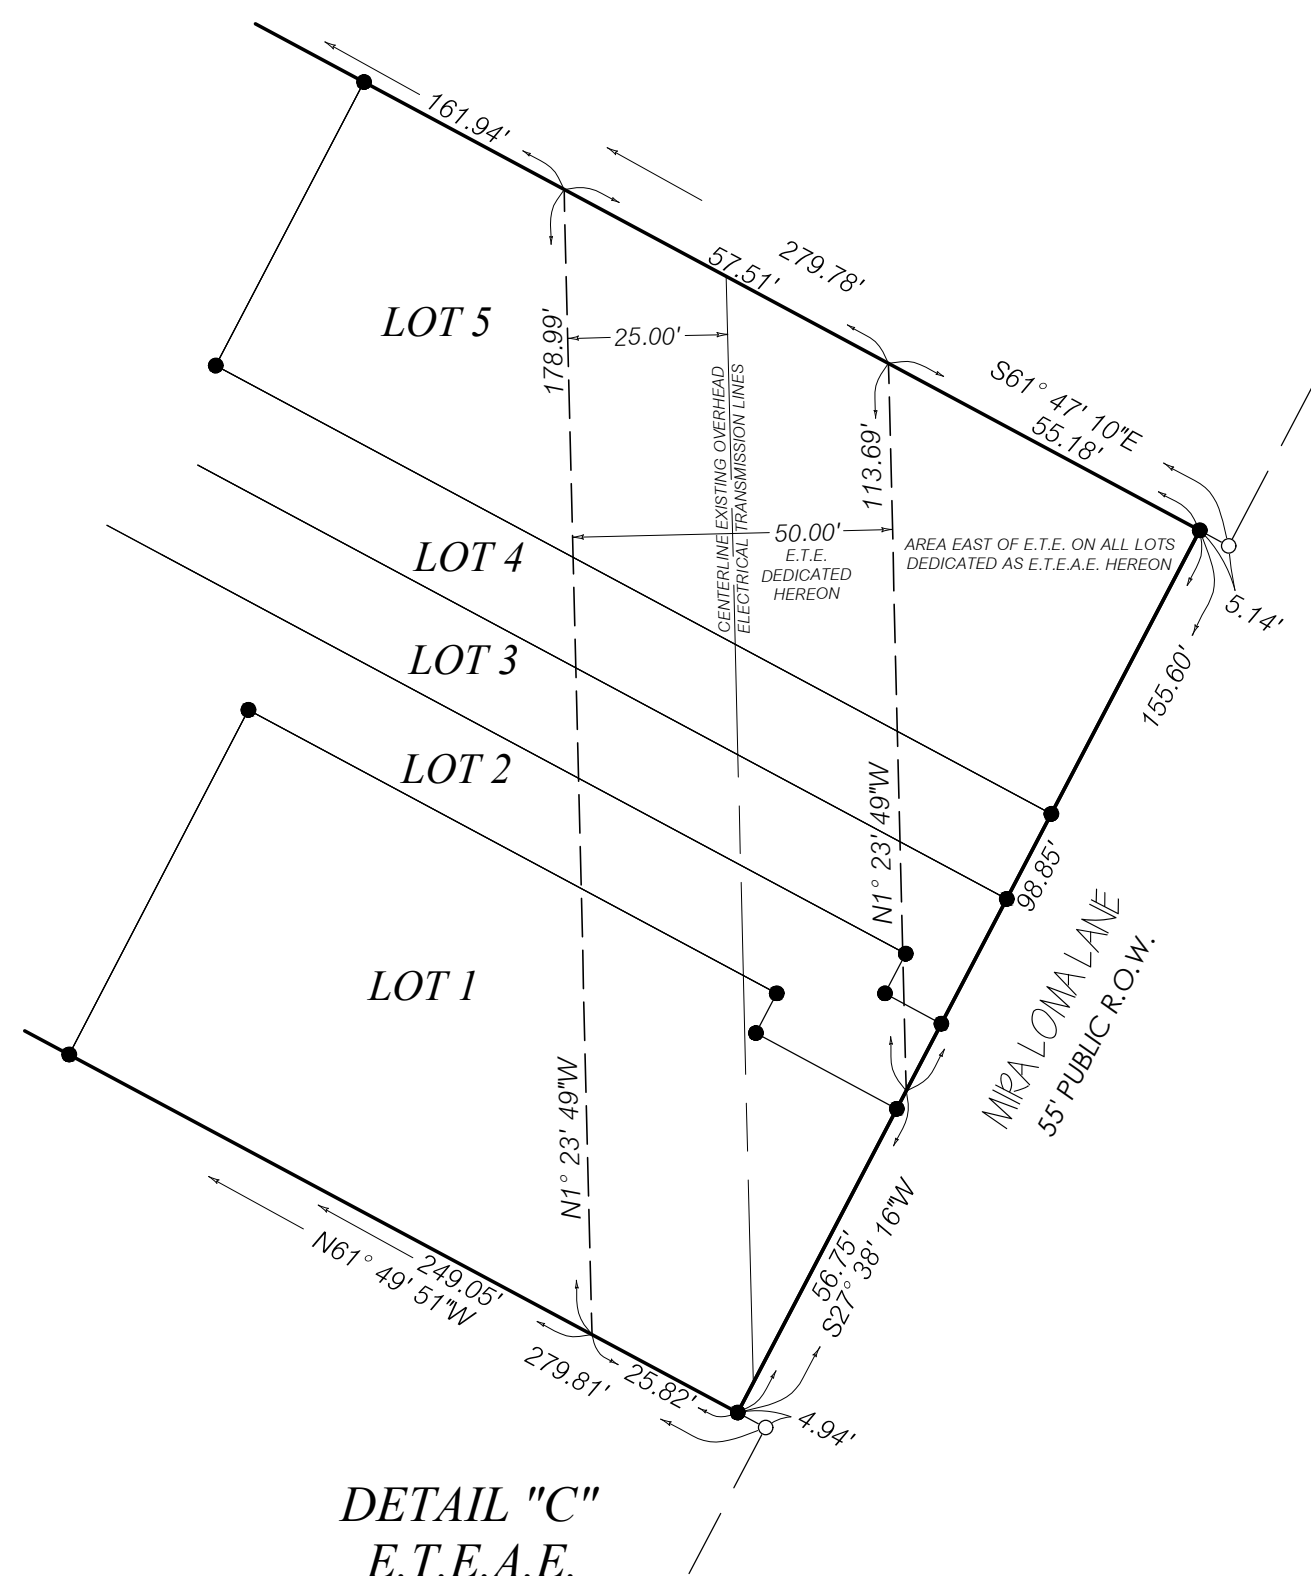 161.94'
279.78'
57.51'
LOT 5
178.99'
25.00'
S61° 47' 10"E
55.18'
113.69'
CENTERLINE EXISTING OVERHEAD
ELECTRICAL TRANSMISSION LINES
50.00'
E.T.E.
DEDICATED
HEREON
AREA EAST OF E.T.E. ON ALL LOTS
DEDICATED AS E.T.E.A.E. HEREON
5.14'
LOT 4
LOT 3
155.60'
LOT 2
N1° 23' 49"W
98.85'
LOT 1
MIRA LOMA LANE
55' PUBLIC R.O.W.
N1° 23' 49"W
56.75'
S27° 38' 16"W
249.05'
N61° 49' 51"W
279.81'
25.82'
4.94'
DETAIL "C"
E.T.E.A.E.